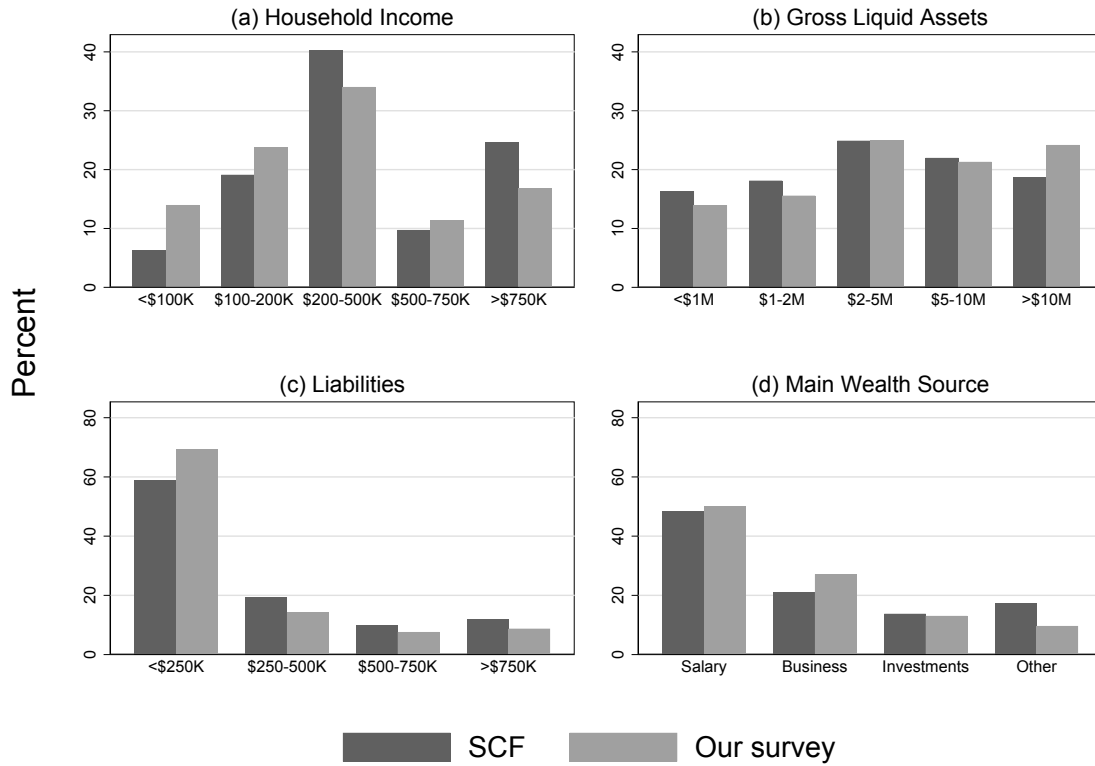 (a) Household Income
(b) Gross Liquid Assets
40
30
20
10
0
<$100K $100-200K $200-500K $500-750K >$750K
40
30
20
10
0
<$1M $1-2M $2-5M $5-10M >$10M
Percent
(c) Liabilities
(d) Main Wealth Source
80
60
40
20
0
<$250K $250-500K $500-750K >$750K
80
60
40
20
0
Salary Business Investments Other
SCF Our survey